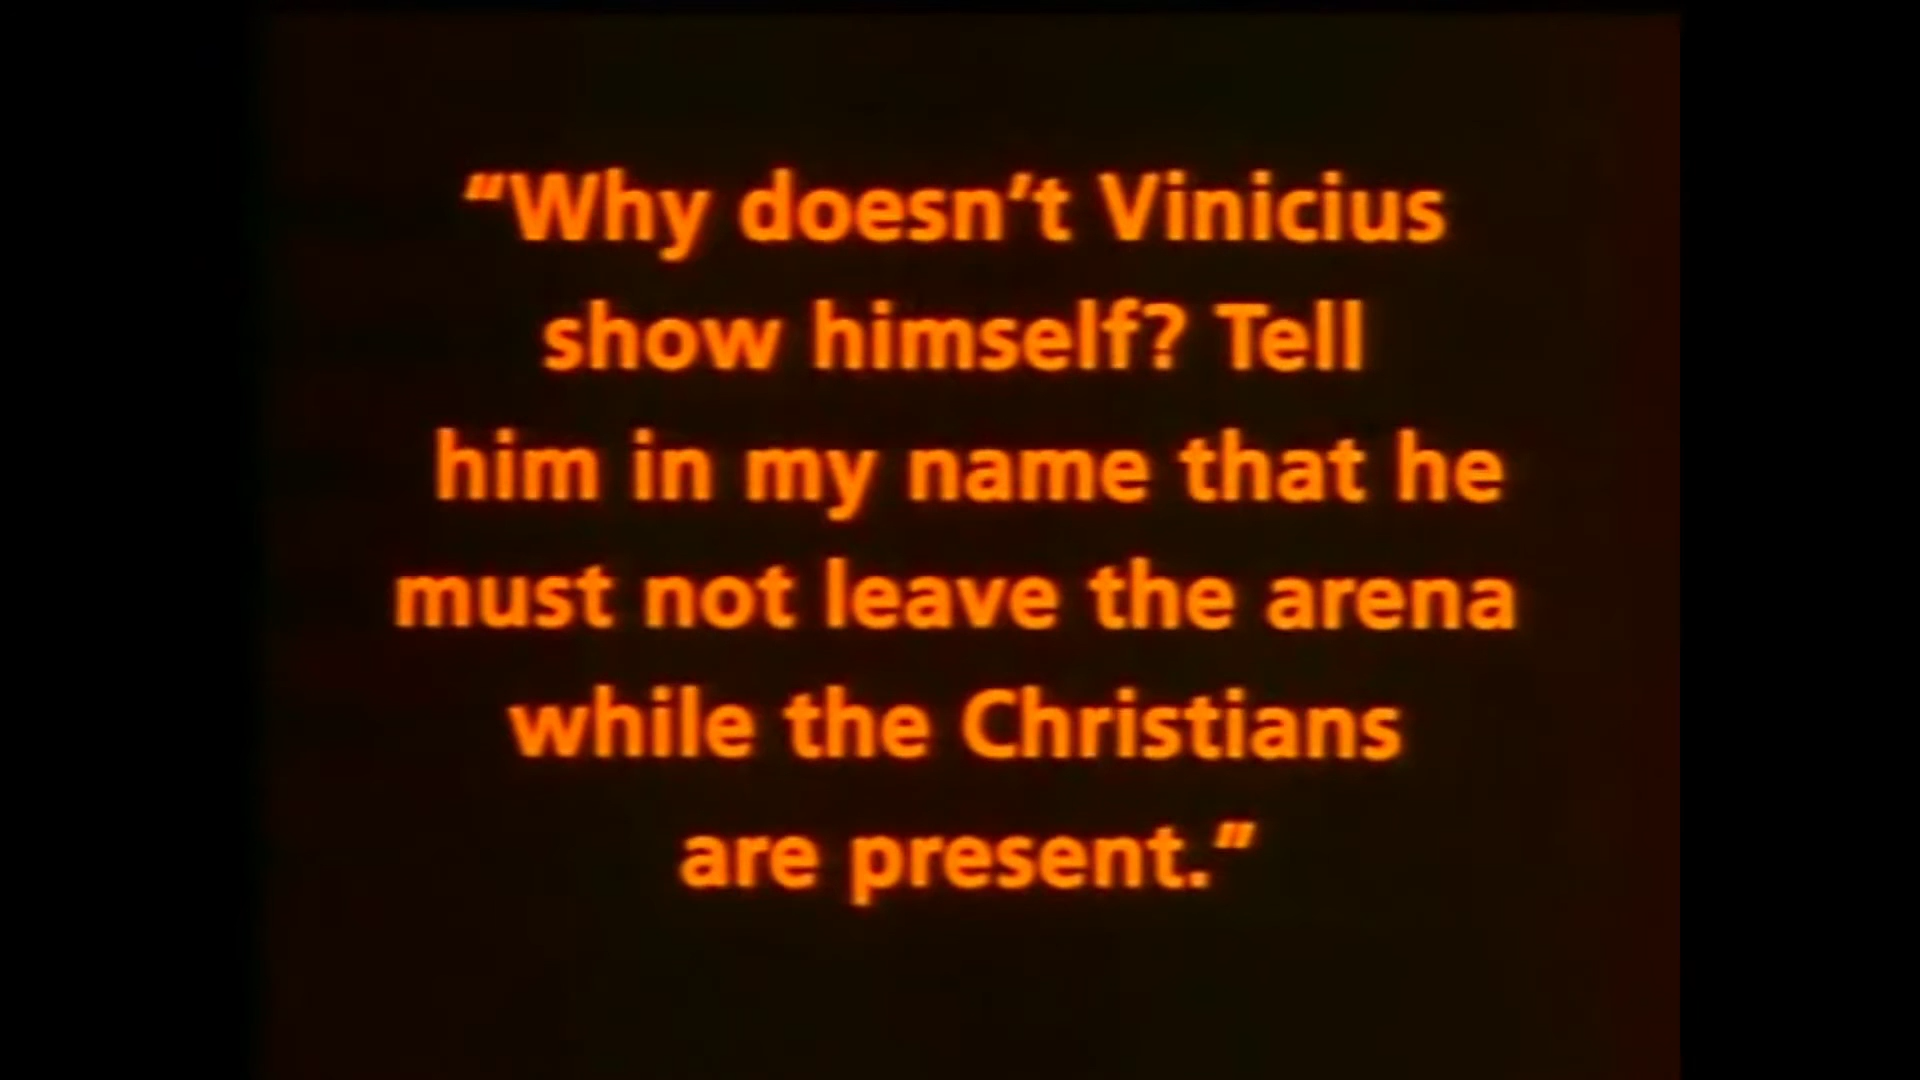 “Why doesn’t Vinicius
show himself? Tell
him in my name that he
must not leave the arena
while the Christians
are present.”